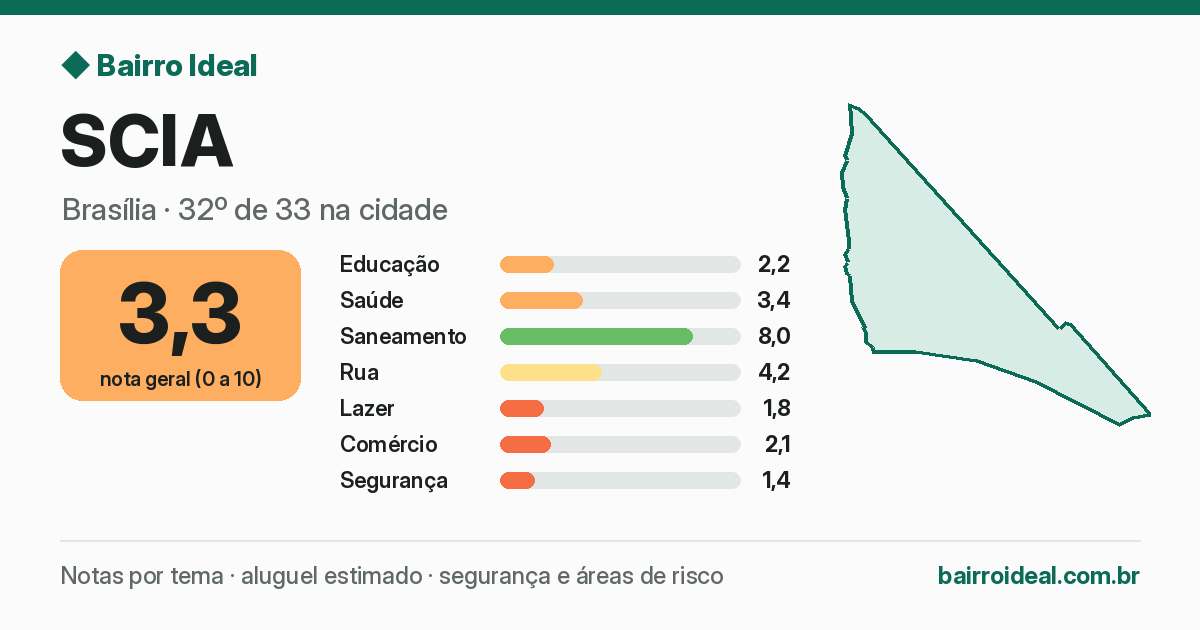 Bairro Ideal
SCIA
Brasília · 32º de 33 na cidade
3,3
nota geral (0 a 10)
Educação 2,2
Saúde 3,4
Saneamento 8,0
Rua 4,2
Lazer 1,8
Comércio 2,1
Segurança 1,4
Notas por tema · aluguel estimado · segurança e áreas de risco
bairroideal.com.br